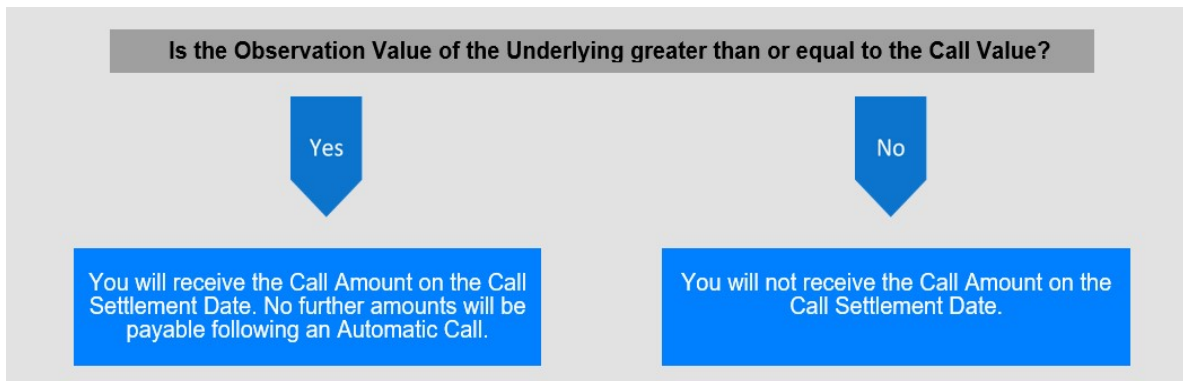 Is the Observation Value of the Underlying greater than or equal to the Call Value?
Yes
No
You will receive the Call Amount on the Call
Settlement Date. No further amounts will be
payable following an Automatic Call.
You will not receive the Call Amount on the
Call Settlement Date.